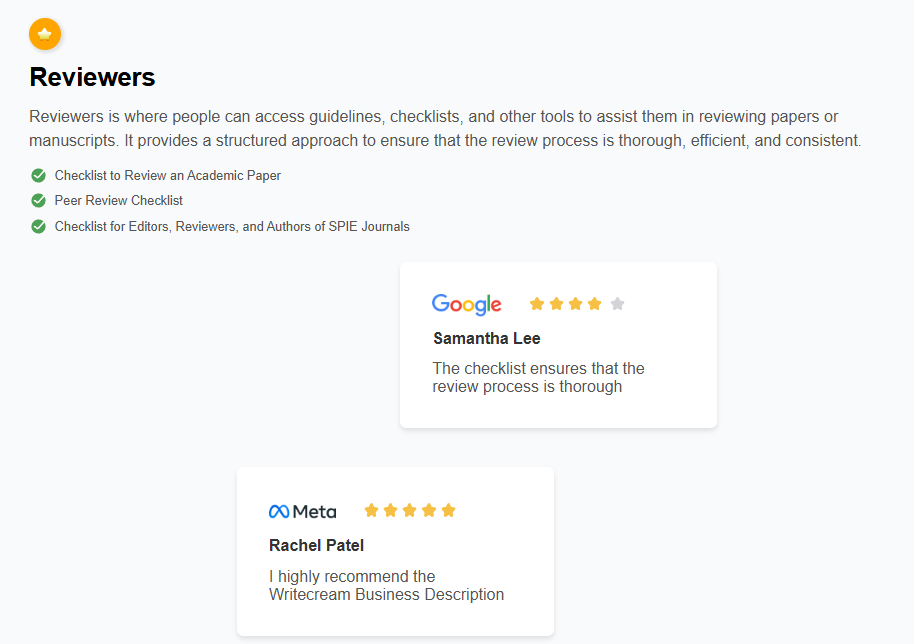 Reviewers
Reviewers is where people can access guidelines, checklists, and other tools to assist them in reviewing papers or
manuscripts. It provides a structured approach to ensure that the review process is thorough, efficient, and consistent.
Checklist to Review an Academic Paper
Peer Review Checklist
Checklist for Editors, Reviewers, and Authors of SPIE Journals
Google
Samantha Lee
The checklist ensures that the
review process is thorough
Meta
Rachel Patel
I highly recommend the
Writecream Business Description